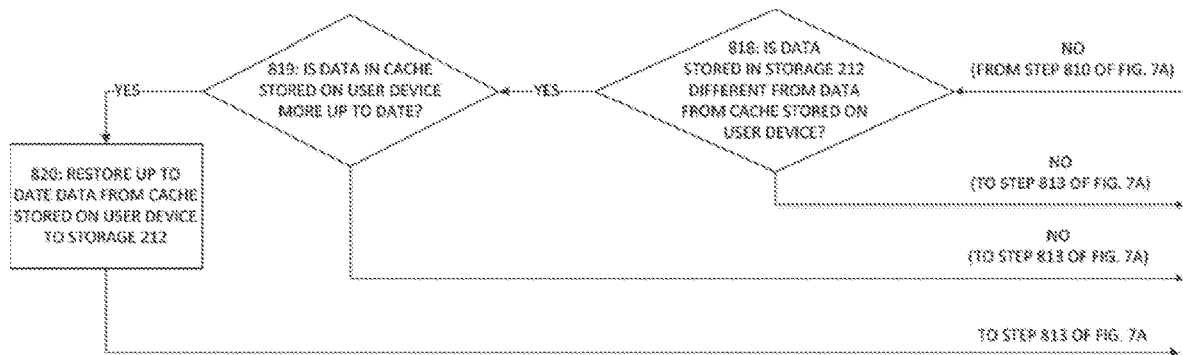 819: IS DATA IN CACHE
STORED ON USER DEVICE
MORE UP TO DATE?
818: IS DATA
STORED IN STORAGE 212
DIFFERENT FROM DATA
FROM CACHE STORED ON
USER DEVICE?
NO
(FROM STEP 810 OF FIG. 7A)
YES
YES
820: RESTORE UP TO
DATE DATA FROM CACHE
STORED ON USER DEVICE
TO STORAGE 212
NO
(TO STEP 813 OF FIG. 7A)
NO
(TO STEP 813 OF FIG. 7A)
TO STEP 813 OF FIG. 7A